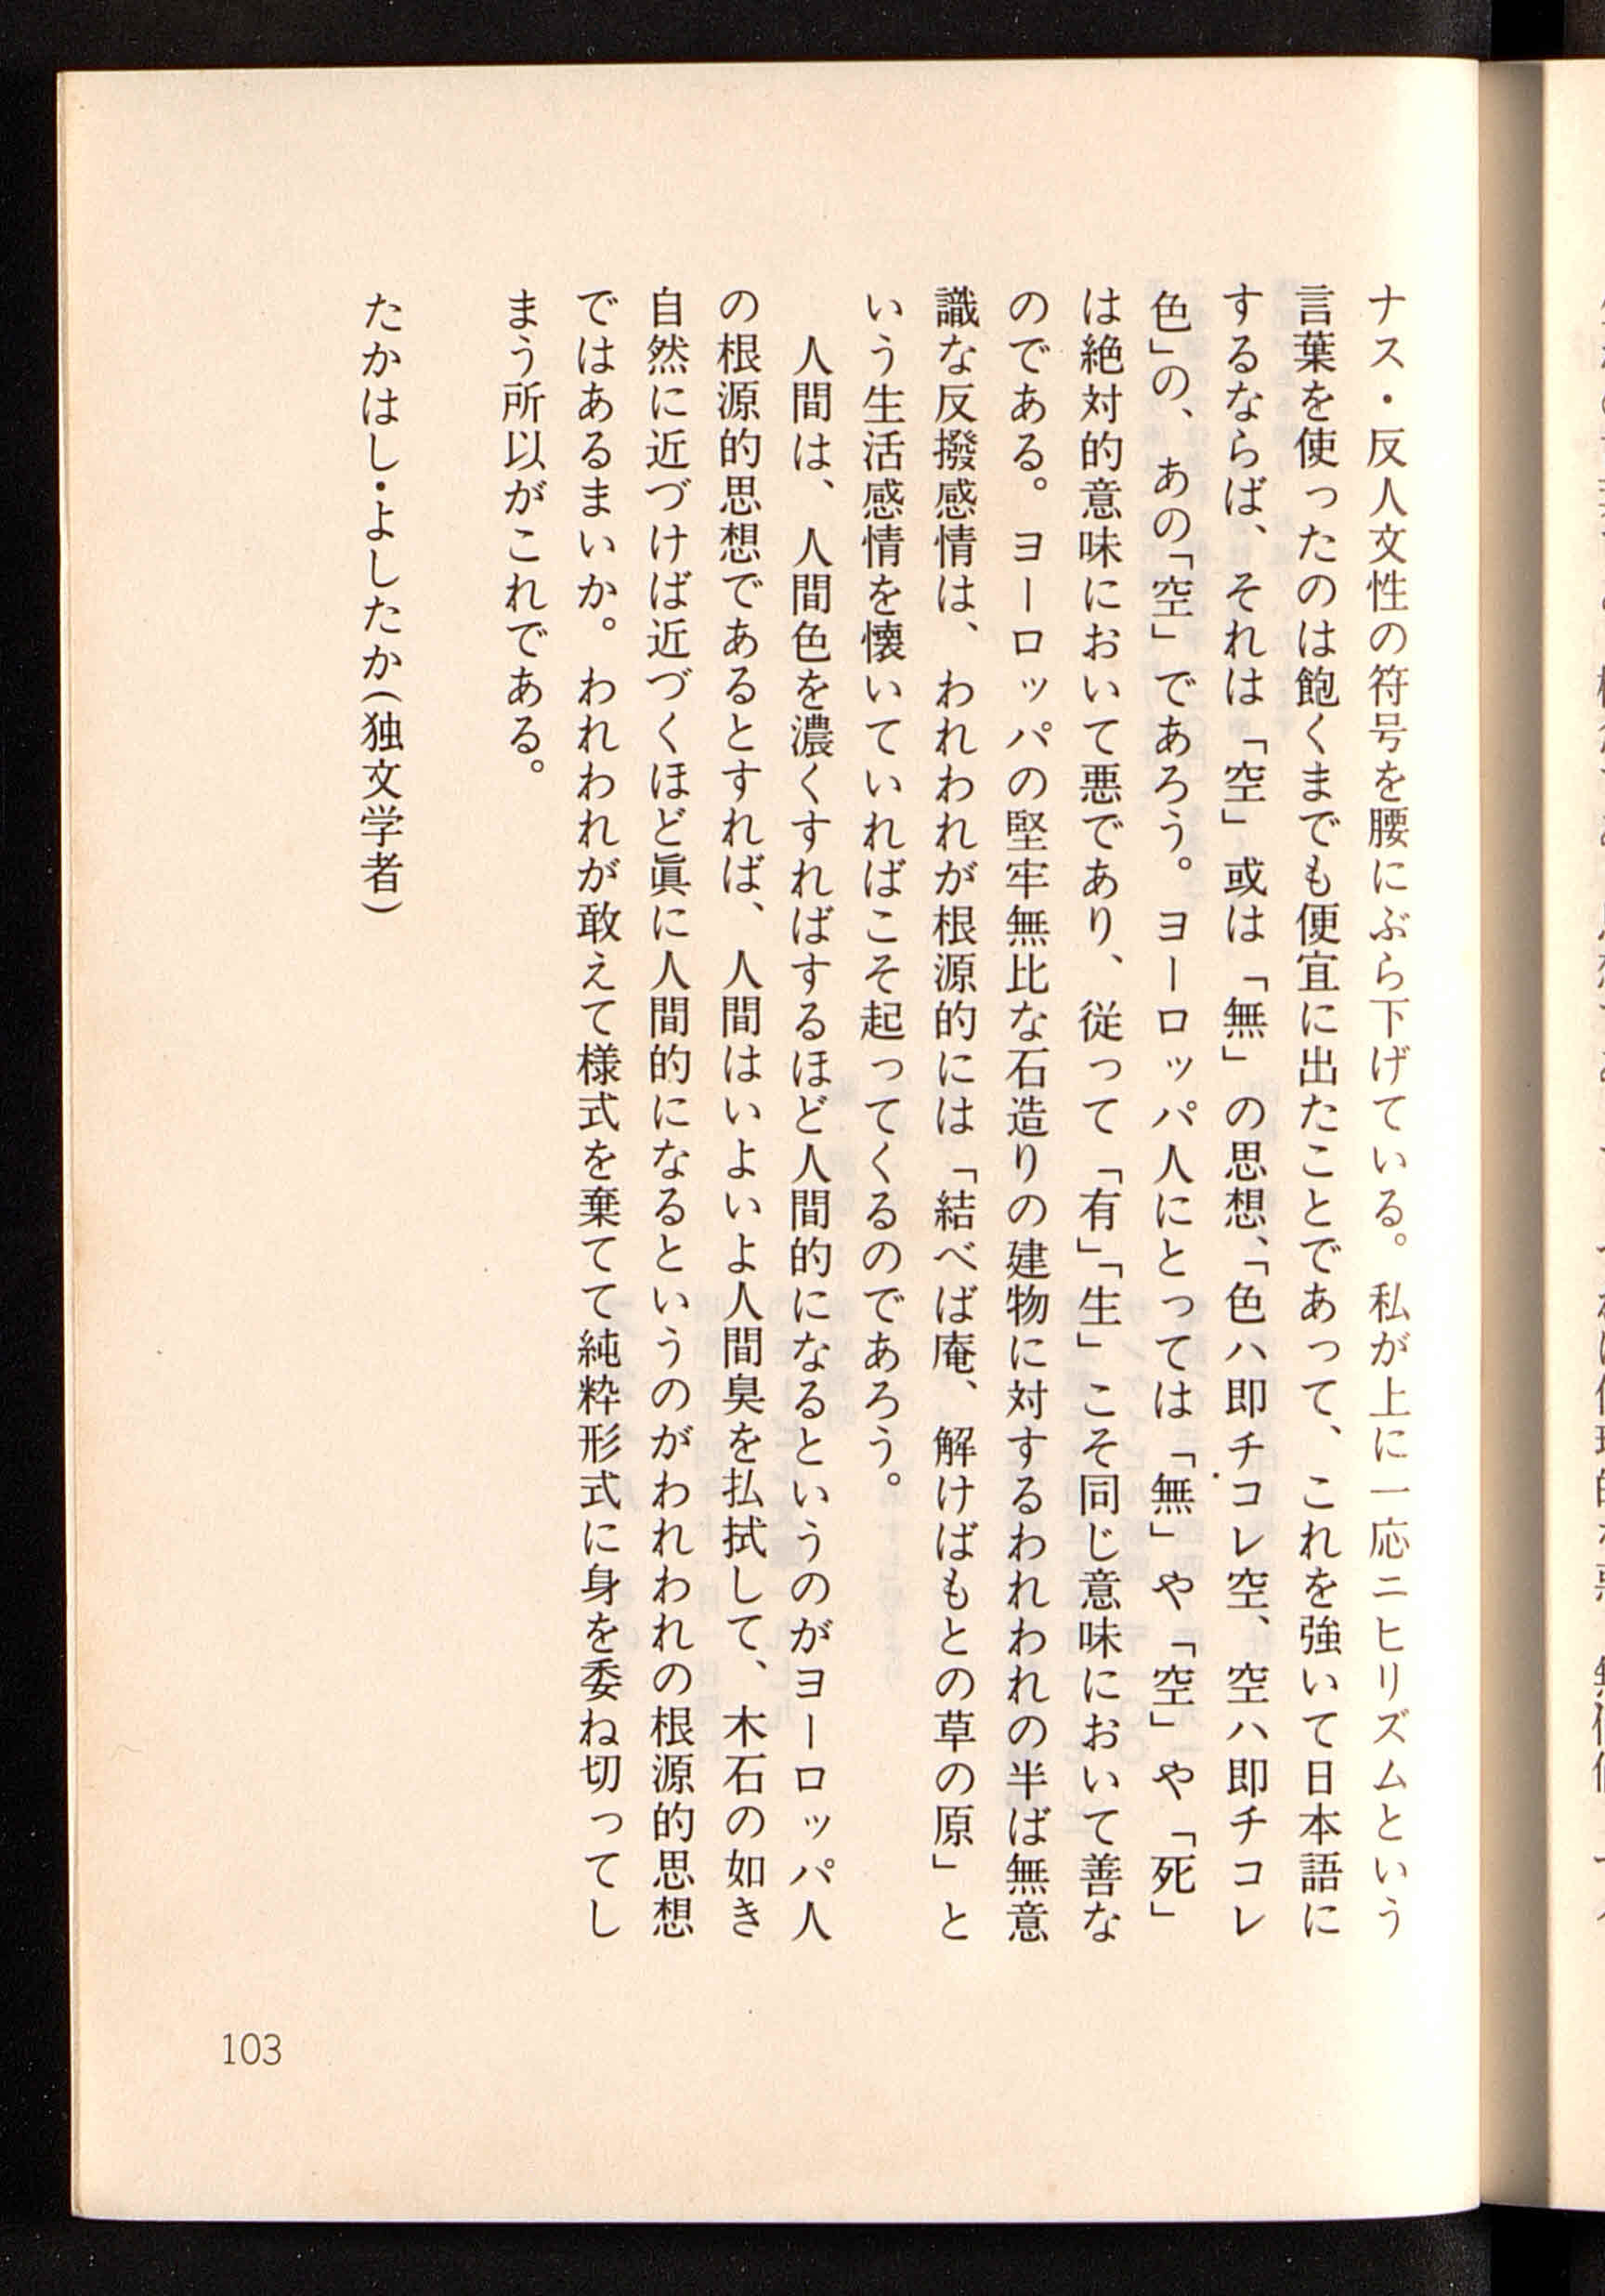 ナス・反人文性の符号を腰にぶら下げている。私が上に一応ニヒリズムという
言葉を使ったのは飽くまでも便宜に出たことであって、これを強いて日本語に
するならば、それは「空」或は「無」の思想、「色ハ即チコレ空、空ハ即チコレ
色」の、あの「空」であろう。ヨーロッパ人にとっては「無」や「空」や「死」
は絶対的意味において悪であり、従って「有」「生」こそ同じ意味において善な
のである。ヨーロッパの堅牢無比な石造りの建物に対するわれわれの半ば無意
識な反撥感情は、われわれが根源的には「結べば庵、解けばもとの草の原」と
いう生活感情を懐いていればこそ起ってくるのであろう。
人間は、人間色を濃くすればするほど人間的になるというのがヨーロッパ人
の根源的思想であるとすれば、人間はいよいよ人間臭を払拭して、木石の如き
自然に近づけば近づくほど眞に人間的になるというのがわれわれの根源的思想
ではあるまいか。われわれが敢えて様式を棄てて純粋形式に身を委ね切ってし
まう所以がこれである。
たかはし・よしたか(独文学者)
103